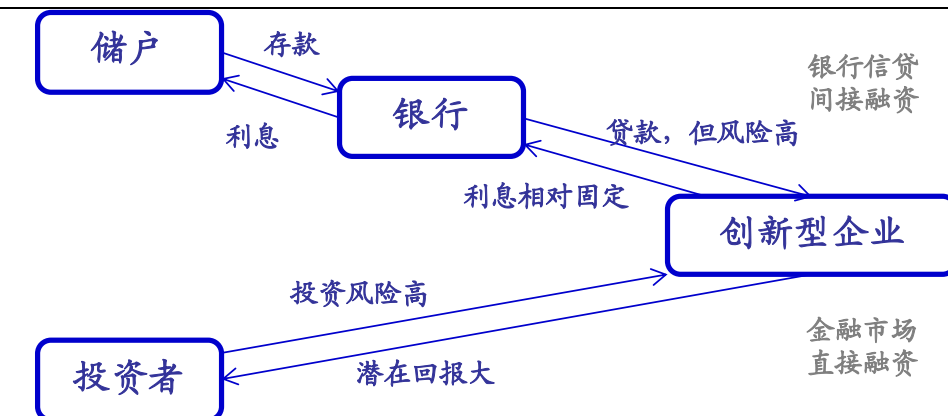 储户
存款
银行信贷
间接融资
银行
利息
贷款，但风险高
利息相对固定
创新型企业
投资风险高
金融市场
直接融资
投资者
潜在回报大